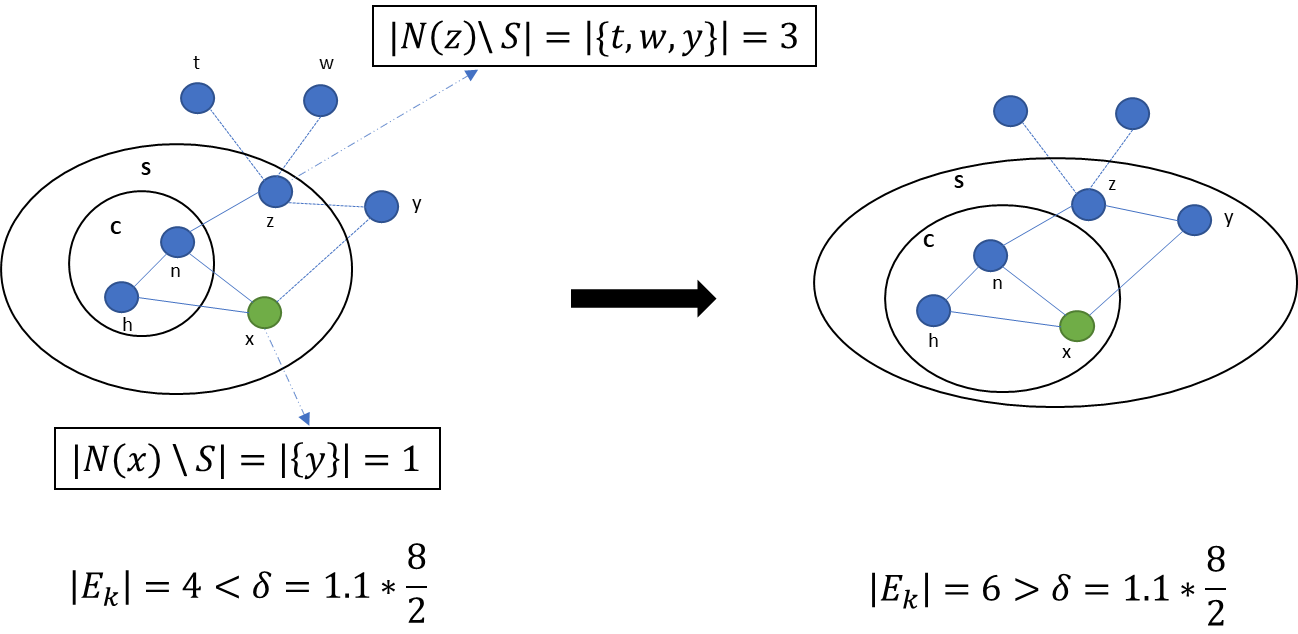 |N(z)\ S| = |{t, w, y}| = 3
t
w
S
z
y
C
n
h
x
|N(x) \ S| = |{y}| = 1
|E_k| = 4 < δ = 1.1 * 8/2
S
z
y
C
n
h
x
|E_k| = 6 > δ = 1.1 * 8/2